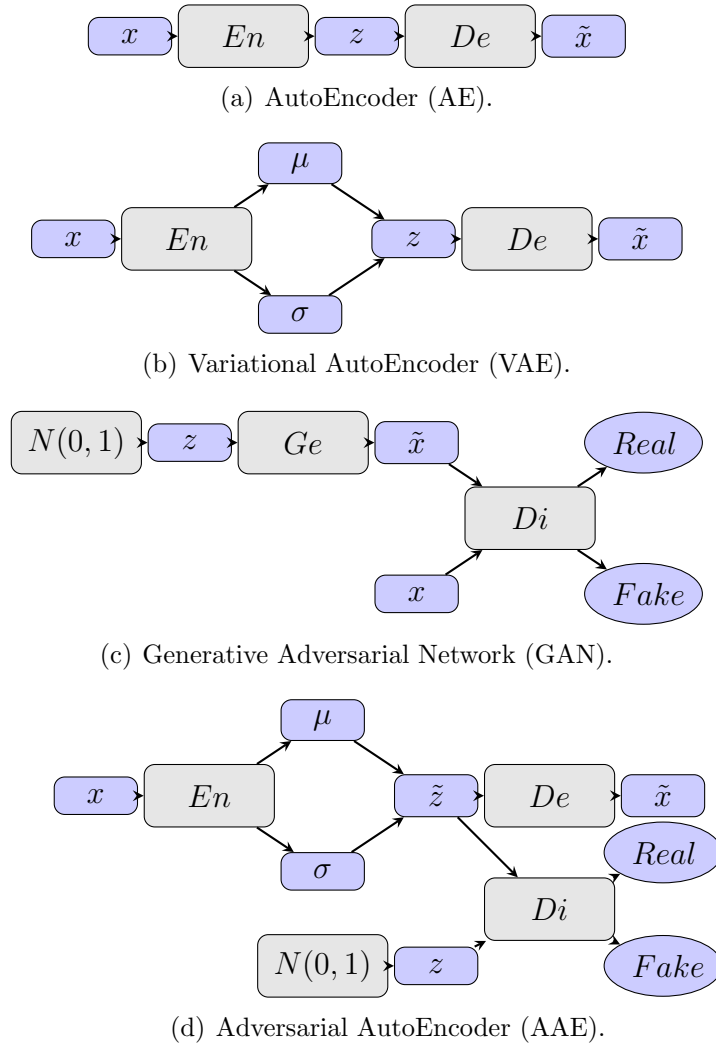 x En z De x̃
(a) AutoEncoder (AE).
μ
x En z De x̃
σ
(b) Variational AutoEncoder (VAE).
N(0, 1) z Ge x̃ Real
Di
x Fake
(c) Generative Adversarial Network (GAN).
μ
x En z̃ De x̃
Real
σ
Di
N(0, 1) z Fake
(d) Adversarial AutoEncoder (AAE).